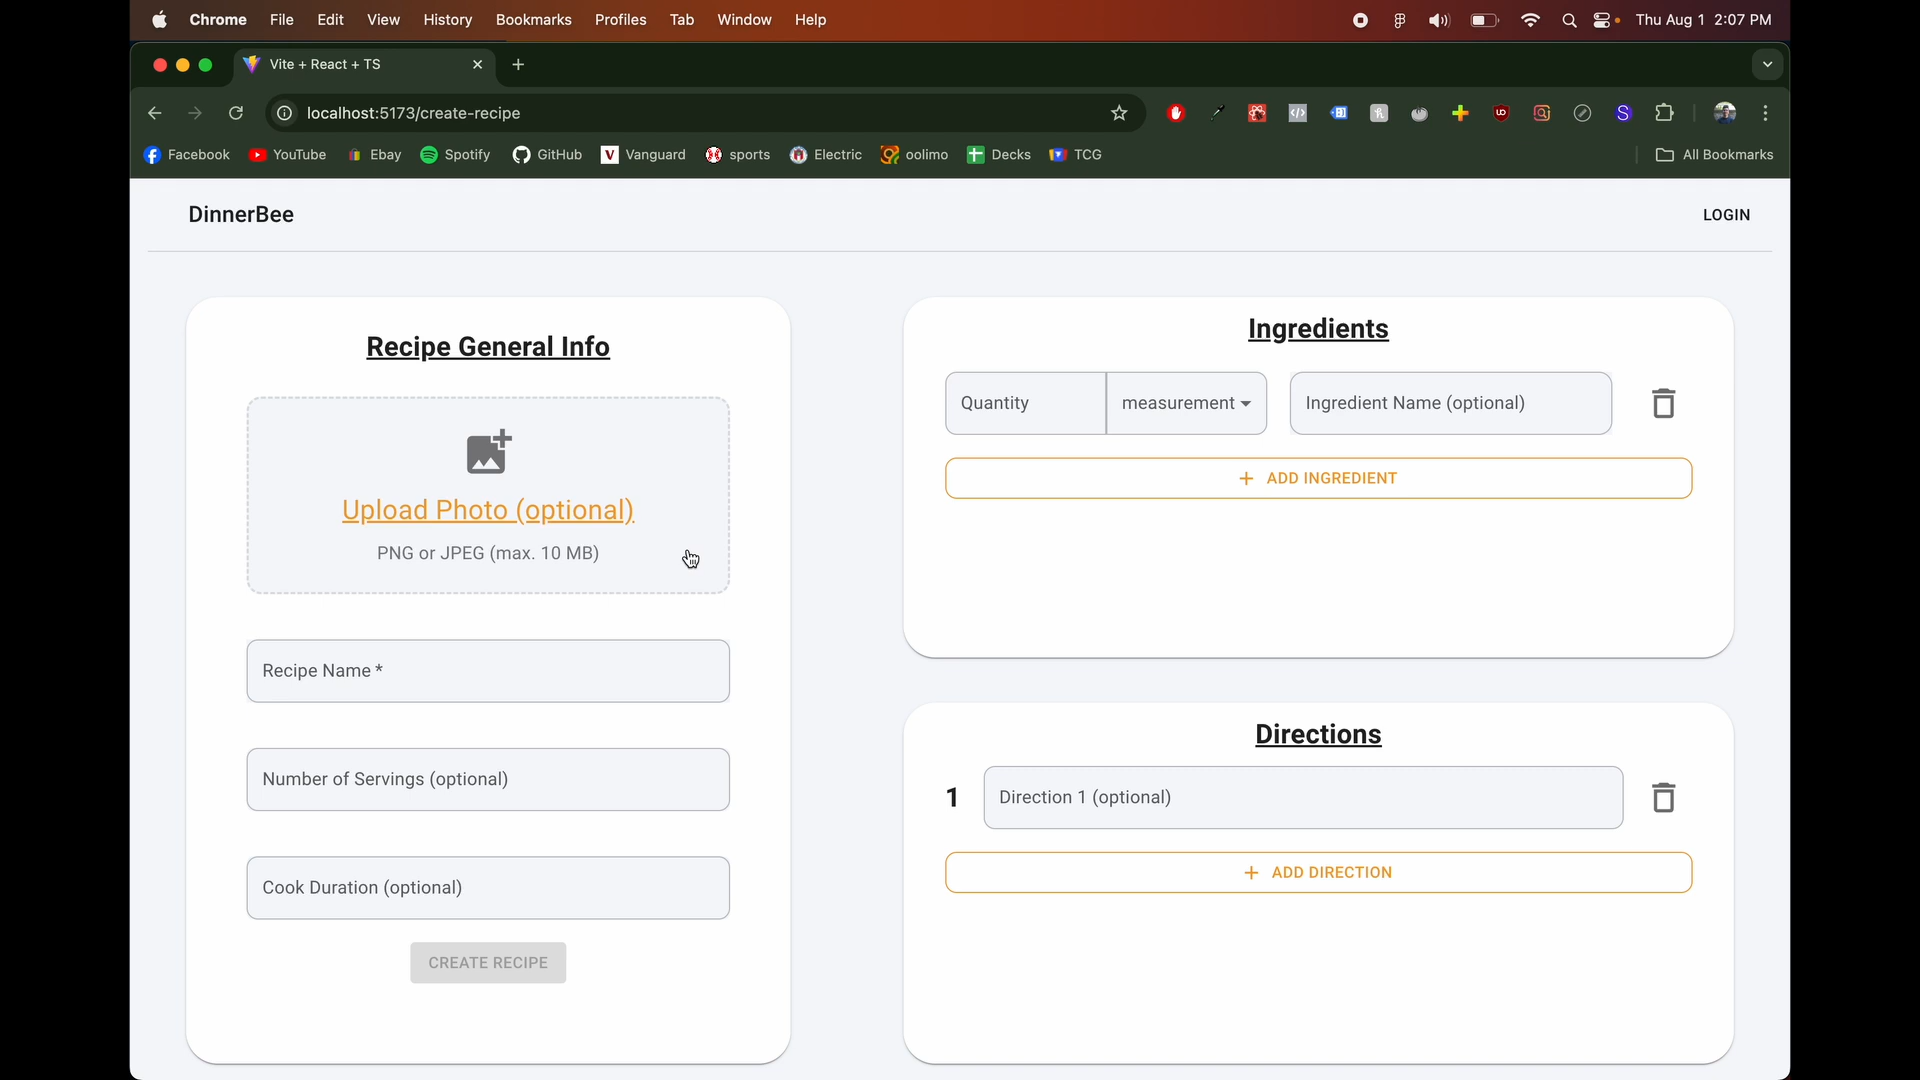 Chrome File Edit View History Bookmarks Profiles Tab Window Help Thu Aug 1 2:07 PM
Vite + React + TS
localhost:5173/create-recipe
Facebook YouTube Ebay Spotify GitHub Vanguard sports Electric oolimo Decks TCG All Bookmarks
DinnerBee LOGIN
Recipe General Info
Upload Photo (optional)
PNG or JPEG (max. 10 MB)
Recipe Name *
Number of Servings (optional)
Cook Duration (optional)
CREATE RECIPE
Ingredients
Quantity measurement Ingredient Name (optional)
+ ADD INGREDIENT
Directions
1 Direction 1 (optional)
+ ADD DIRECTION